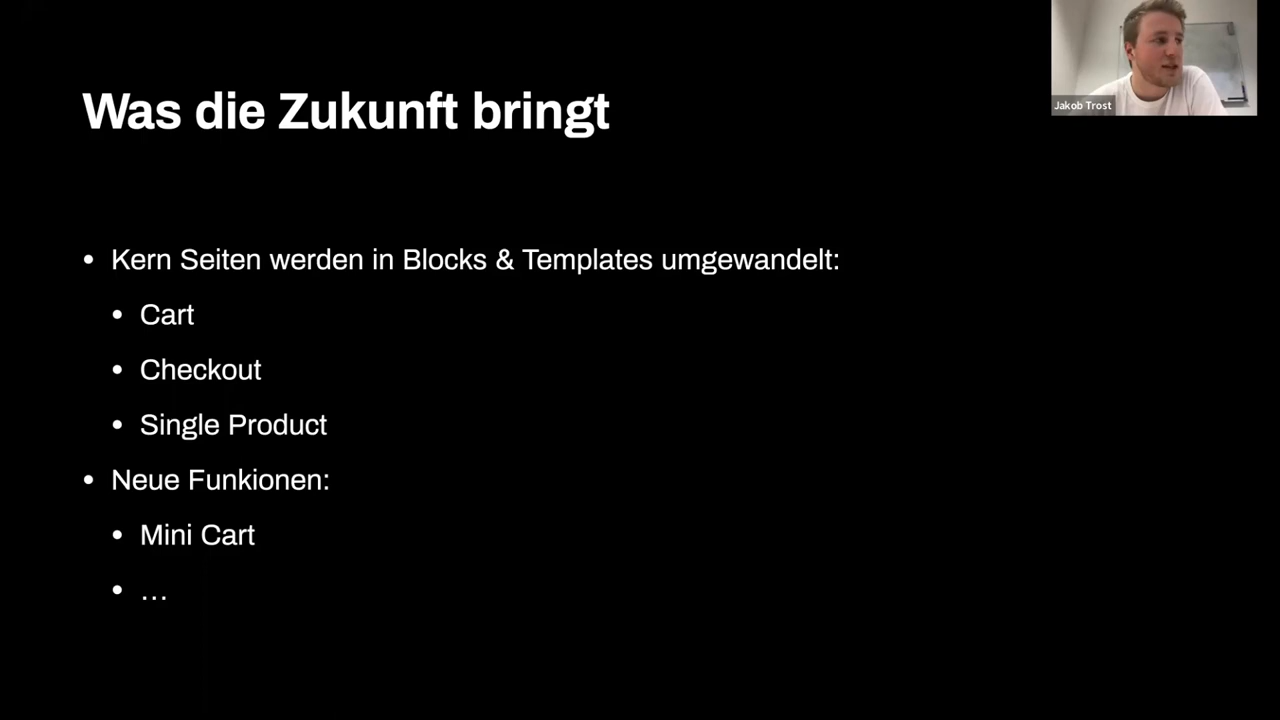 Was die Zukunft bringt
Jakob Trost
• Kern Seiten werden in Blocks & Templates umgewandelt:
• Cart
• Checkout
• Single Product
• Neue Funkionen:
• Mini Cart
• …